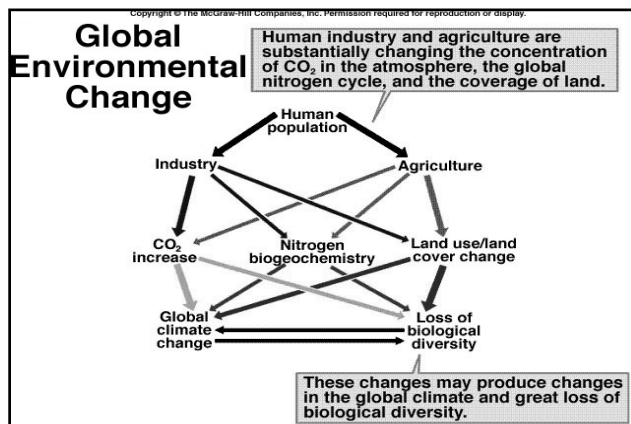 Copyright © The McGraw-Hill Companies, Inc. Permission required for reproduction or display.
Global
Environmental
Change
Human industry and agriculture are
substantially changing the concentration
of CO₂ in the atmosphere, the global
nitrogen cycle, and the coverage of land.
Human
population
Industry
Agriculture
CO₂
increase
Nitrogen
biogeochemistry
Land use/land
cover change
Global
climate
change
Loss of
biological
diversity
These changes may produce changes
in the global climate and great loss of
biological diversity.